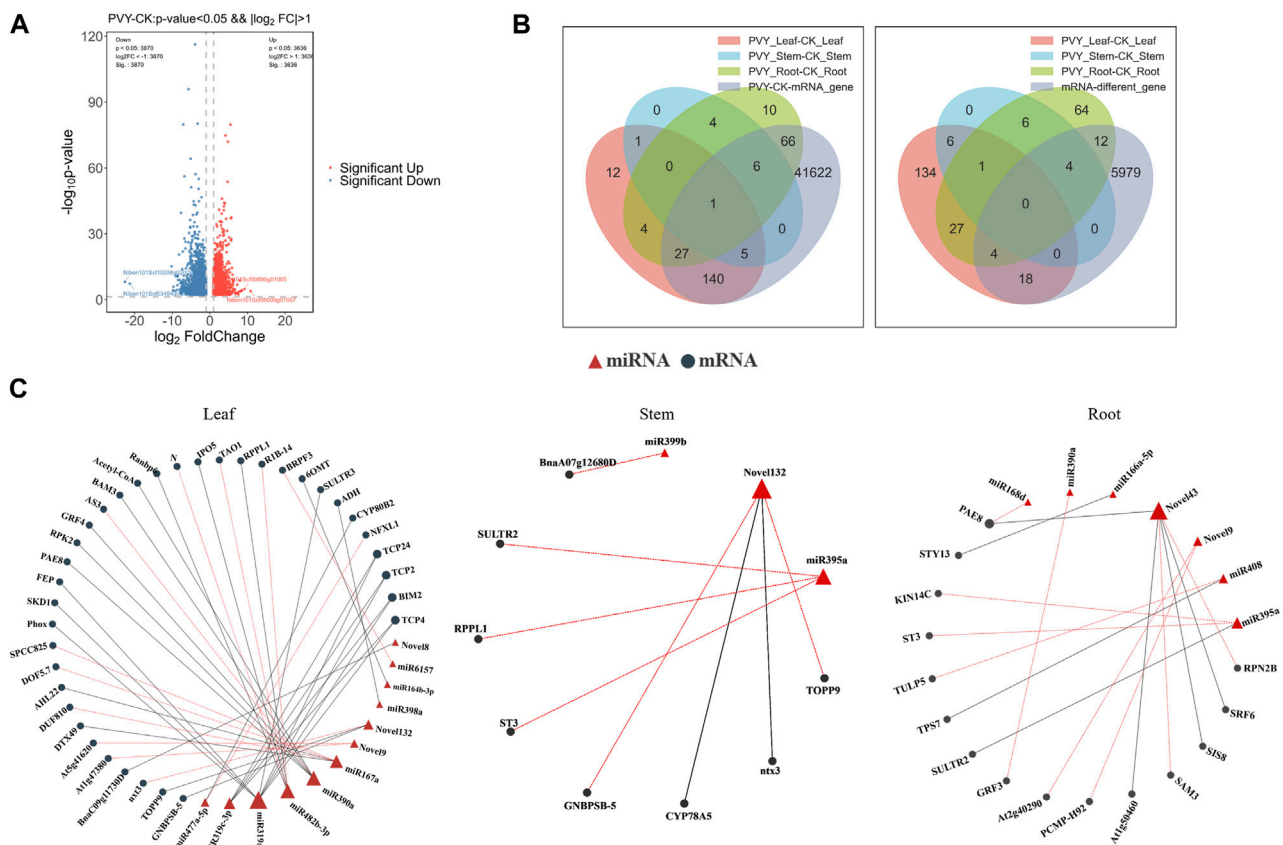 A
PVY-CK:p-value<0.05 && |log2 FC|>1
Down
p < 0.05: 3870
log2FC < -1: 3870
Sig. : 3870
Up
p < 0.05: 3636
log2FC > 1: 3636
Sig. : 3636
120
90
60
30
0
-log10p-value
-20
-10
0
10
20
log2 FoldChange
Significant Up
Significant Down
B
PVY_Leaf-CK_Leaf
PVY_Stem-CK_Stem
PVY_Root-CK_Root
PVY-CK-mRNA_gene
0
10
4
1
66
12
0
6
41622
1
4
0
27
5
140
PVY_Leaf-CK_Leaf
PVY_Stem-CK_Stem
PVY_Root-CK_Root
mRNA-different_gene
0
64
6
6
12
134
1
4
5979
0
27
0
4
0
18
miRNA
mRNA
C
Leaf
N
IPO5
TAO1
RPPL1
R1B-14
BRPF3
6OMT
SULTR3
ADH
CYP80B2
NFXL1
TCP24
TCP2
BIM2
TCP4
Novel8
miR6157
miR164b-3p
miR398a
Novel132
Novel9
miR167a
miR390a
miR482b-3p
miR319
R319c-3p
miR477a-5p
GNBPSB-5
TOPP9
nxt3
BnaC09g11730D
At1g47380
At5g41620
DTX49
DUF810
AHL22
DOF5.7
SPCC825
Phox
SKD1
FEP
PAE8
RPK2
GRF4
AS3
BAM3
Acetyl-CoA
Ranbp6
Stem
miR399b
BnaA07g12680D
Novel132
SULTR2
miR395a
RPPL1
TOPP9
ST3
ntx3
GNBPSB-5
CYP78A5
Root
miR390a
miR168d
miR166a-5p
PAE8
Novel43
STY13
Novel9
miR408
KIN14C
miR395a
ST3
RPN2B
TULP5
SRF6
TPS7
SIS8
SULTR2
SAM3
GRF3
At2g40290
PCMP-H92
At1g50460